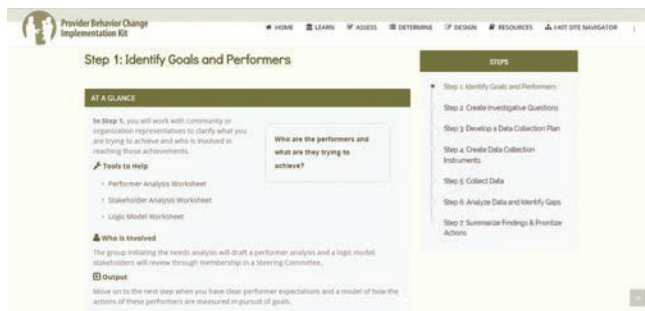 Provider Behavior Change
Implementation Kit
HOME LEARN ASSESS DETERMINE DESIGN RESOURCES I-KIT SITE NAVIGATOR
Step 1: Identify Goals and Performers
AT A GLANCE
In Step 1, you will work with community or
organization representatives to clarify what you
are trying to achieve and who is involved in
reaching those achievements.
Who are the performers and
what are they trying to
achieve?
Tools to Help
Performer Analysis Worksheet
Stakeholder Analysis Worksheet
Logic Model Worksheet
Who is Involved
The group initiating the needs analysis will draft a performer analysis and a logic model
stakeholders will review through membership in a Steering Committee.
Output
Move on to the next step when you have clear performer expectations and a model of how the
actions of these performers are measured in pursuit of goals.
STEPS
Step 1: Identify Goals and Performers
Step 2: Create Investigative Questions
Step 3: Develop a Data Collection Plan
Step 4: Create Data Collection
Instruments
Step 5: Collect Data
Step 6: Analyze Data and Identify Gaps
Step 7: Summarize Findings & Prioritize
Actions